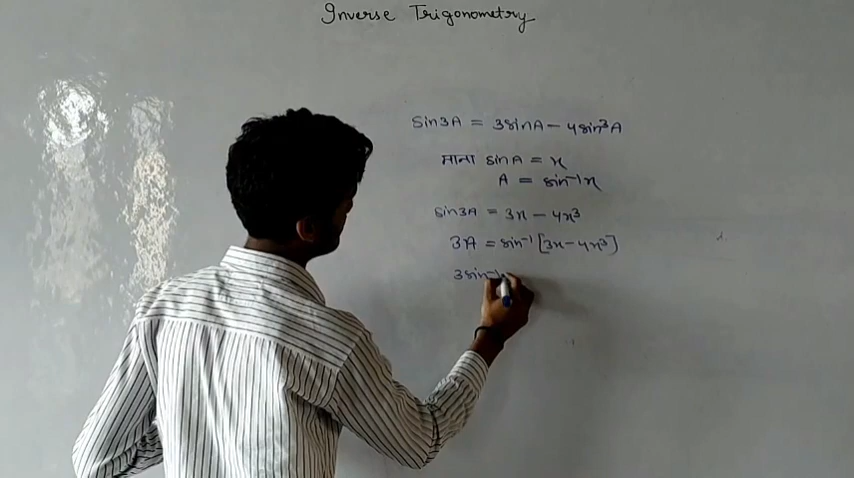 Inverse Trigonometry
sin3A = 3sinA - 4sin³A
माना sinA = x
A = sin⁻¹x
sin3A = 3x - 4x³
3A = sin⁻¹[3x - 4x³]
3sin⁻¹